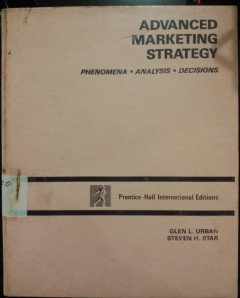 ADVANCED
MARKETING
STRATEGY
PHENOMENA • ANALYSIS • DECISIONS
Prentice-Hall International Editions
GLEN L. URBAN
STEVEN H. STAR